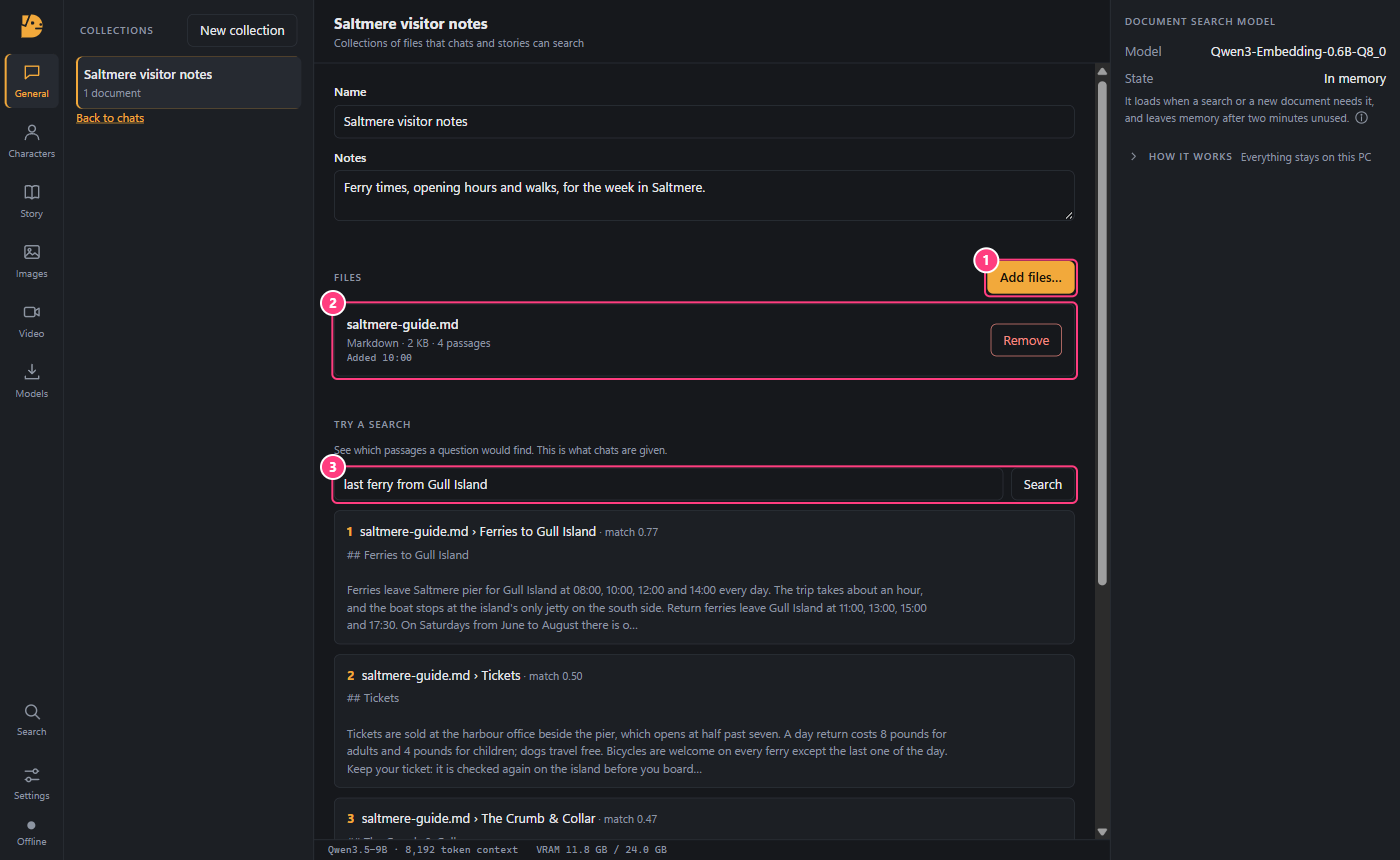 COLLECTIONS
New collection
Saltmere visitor notes
1 document
Back to chats
General
Characters
Story
Images
Video
Models
Search
Settings
Offline
Saltmere visitor notes
Collections of files that chats and stories can search
Name
Saltmere visitor notes
Notes
Ferry times, opening hours and walks, for the week in Saltmere.
FILES
1
Add files...
2
saltmere-guide.md
Markdown · 2 KB · 4 passages
Added 10:00
Remove
TRY A SEARCH
See which passages a question would find. This is what chats are given.
3
last ferry from Gull Island
Search
1 saltmere-guide.md › Ferries to Gull Island · match 0.77
## Ferries to Gull Island
Ferries leave Saltmere pier for Gull Island at 08:00, 10:00, 12:00 and 14:00 every day. The trip takes about an hour,
and the boat stops at the island's only jetty on the south side. Return ferries leave Gull Island at 11:00, 13:00, 15:00
and 17:30. On Saturdays from June to August there is o...
2 saltmere-guide.md › Tickets · match 0.50
## Tickets
Tickets are sold at the harbour office beside the pier, which opens at half past seven. A day return costs 8 pounds for
adults and 4 pounds for children; dogs travel free. Bicycles are welcome on every ferry except the last one of the day.
Keep your ticket: it is checked again on the island before you board...
3 saltmere-guide.md › The Crumb & Collar · match 0.47
Qwen3.5-9B · 8,192 token context VRAM 11.8 GB / 24.0 GB
DOCUMENT SEARCH MODEL
Model Qwen3-Embedding-0.6B-Q8_0
State In memory
It loads when a search or a new document needs it,
and leaves memory after two minutes unused.
HOW IT WORKS Everything stays on this PC